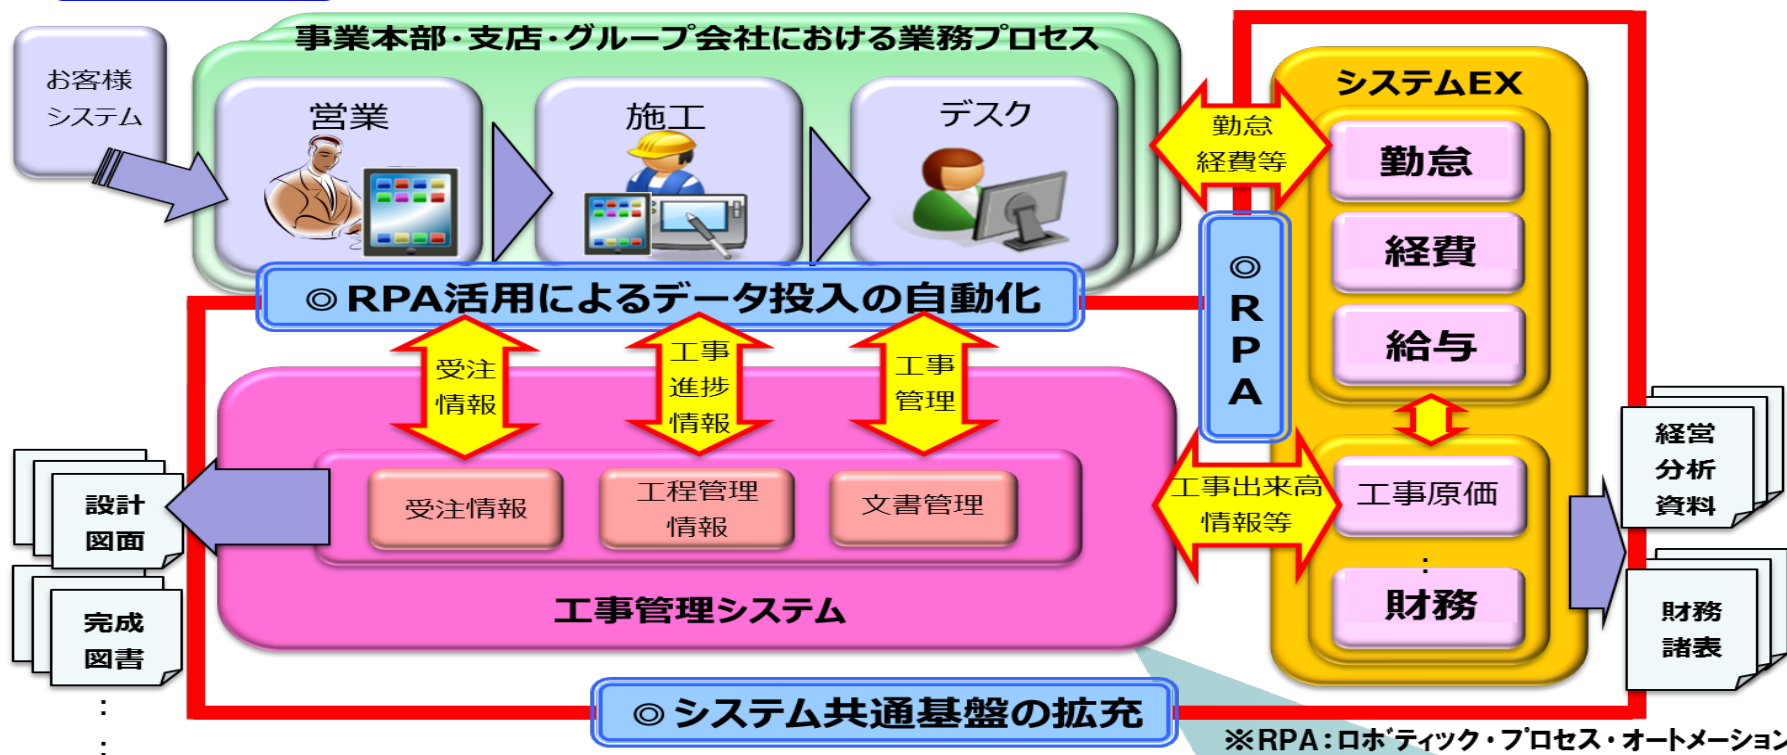 事業本部・支店・グループ会社における業務プロセス
お客様
システム
営業
施工
デスク
勤怠
経費等
システムEX
勤怠
経費
給与
◎RPA活用によるデータ投入の自動化
◎
R
P
A
受注
情報
工事
進捗
情報
工事
管理
受注情報
工程管理
情報
文書管理
工事管理システム
工事出来高
情報等
工事原価
:
財務
設計
図面
完成
図書
:
:
経営
分析
資料
財務
諸表
◎システム共通基盤の拡充
※RPA：ロボティック・プロセス・オートメーション